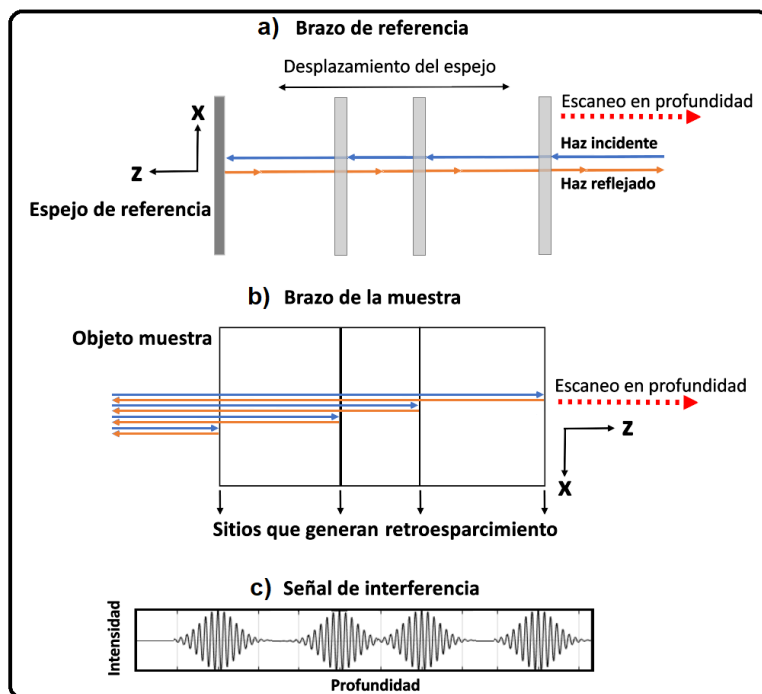 a) Brazo de referencia
Desplazamiento del espejo
Escaneo en profundidad
X
Haz incidente
Z
Haz reflejado
Espejo de referencia
b) Brazo de la muestra
Objeto muestra
Escaneo en profundidad
Z
X
Sitios que generan retroesparcimiento
c) Señal de interferencia
Intensidad
Profundidad